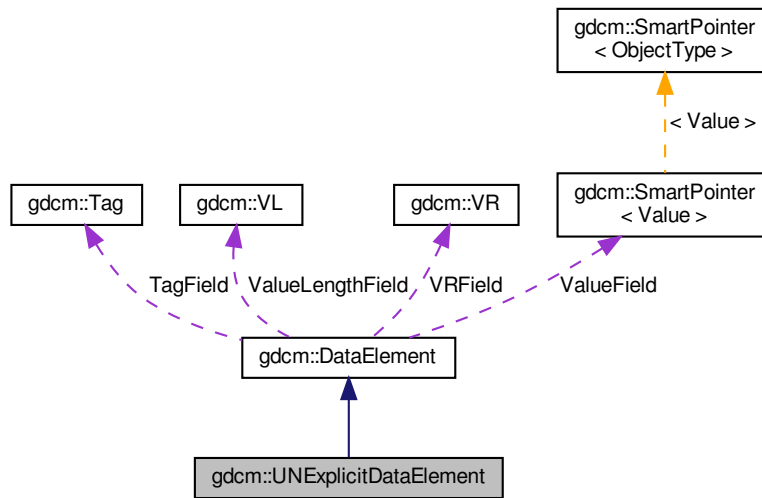 gdcm::SmartPointer
< ObjectType >
< Value >
gdcm::Tag
gdcm::VL
gdcm::VR
gdcm::SmartPointer
< Value >
TagField
ValueLengthField
VRField
ValueField
gdcm::DataElement
gdcm::UNExplicitDataElement